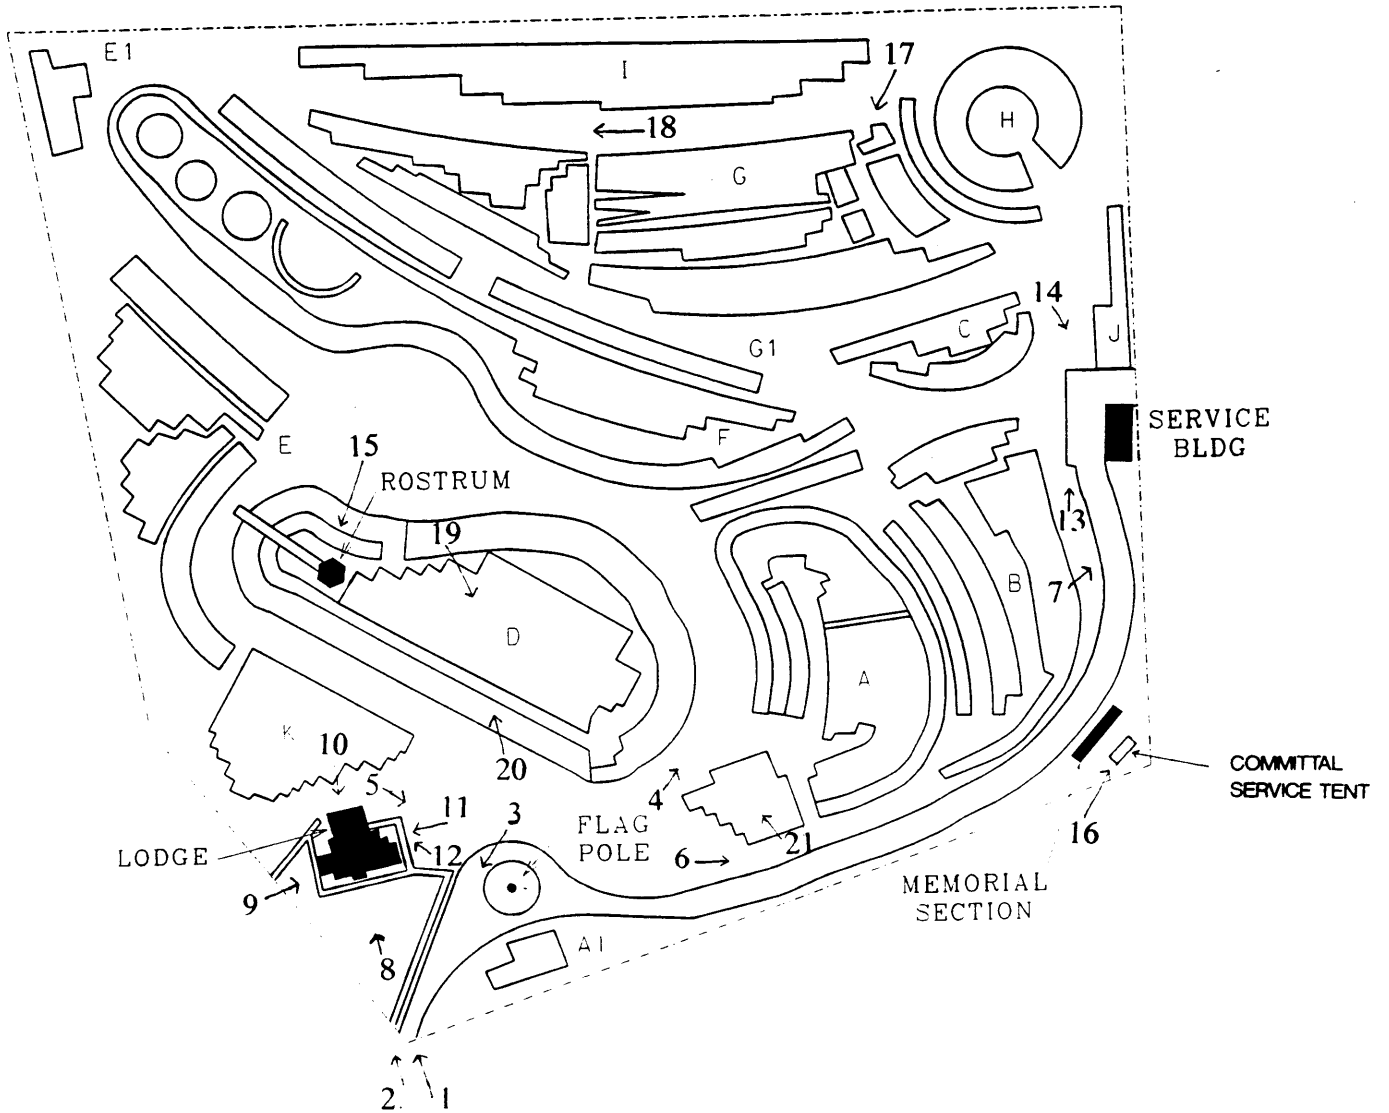 E1
I
17
18
H
G
14
C
J
G1
SERVICE
BLDG
F
E
15
ROSTRUM
19
13
B
7
D
A
K
10
20
5
4
COMMITTAL
SERVICE TENT
11
3
FLAG
POLE
21
16
LODGE
12
6
9
MEMORIAL
SECTION
A1
8
2
1